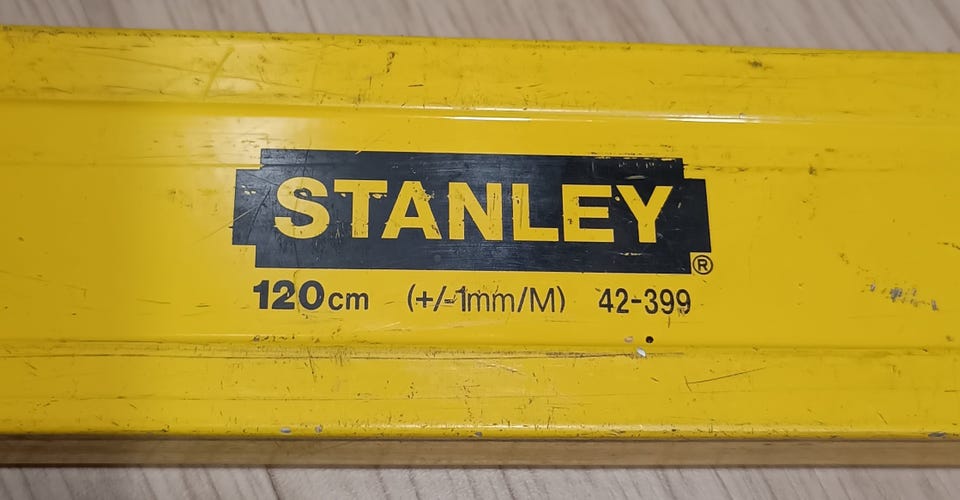 STANLEY®
120cm (+/-1mm/M) 42-399